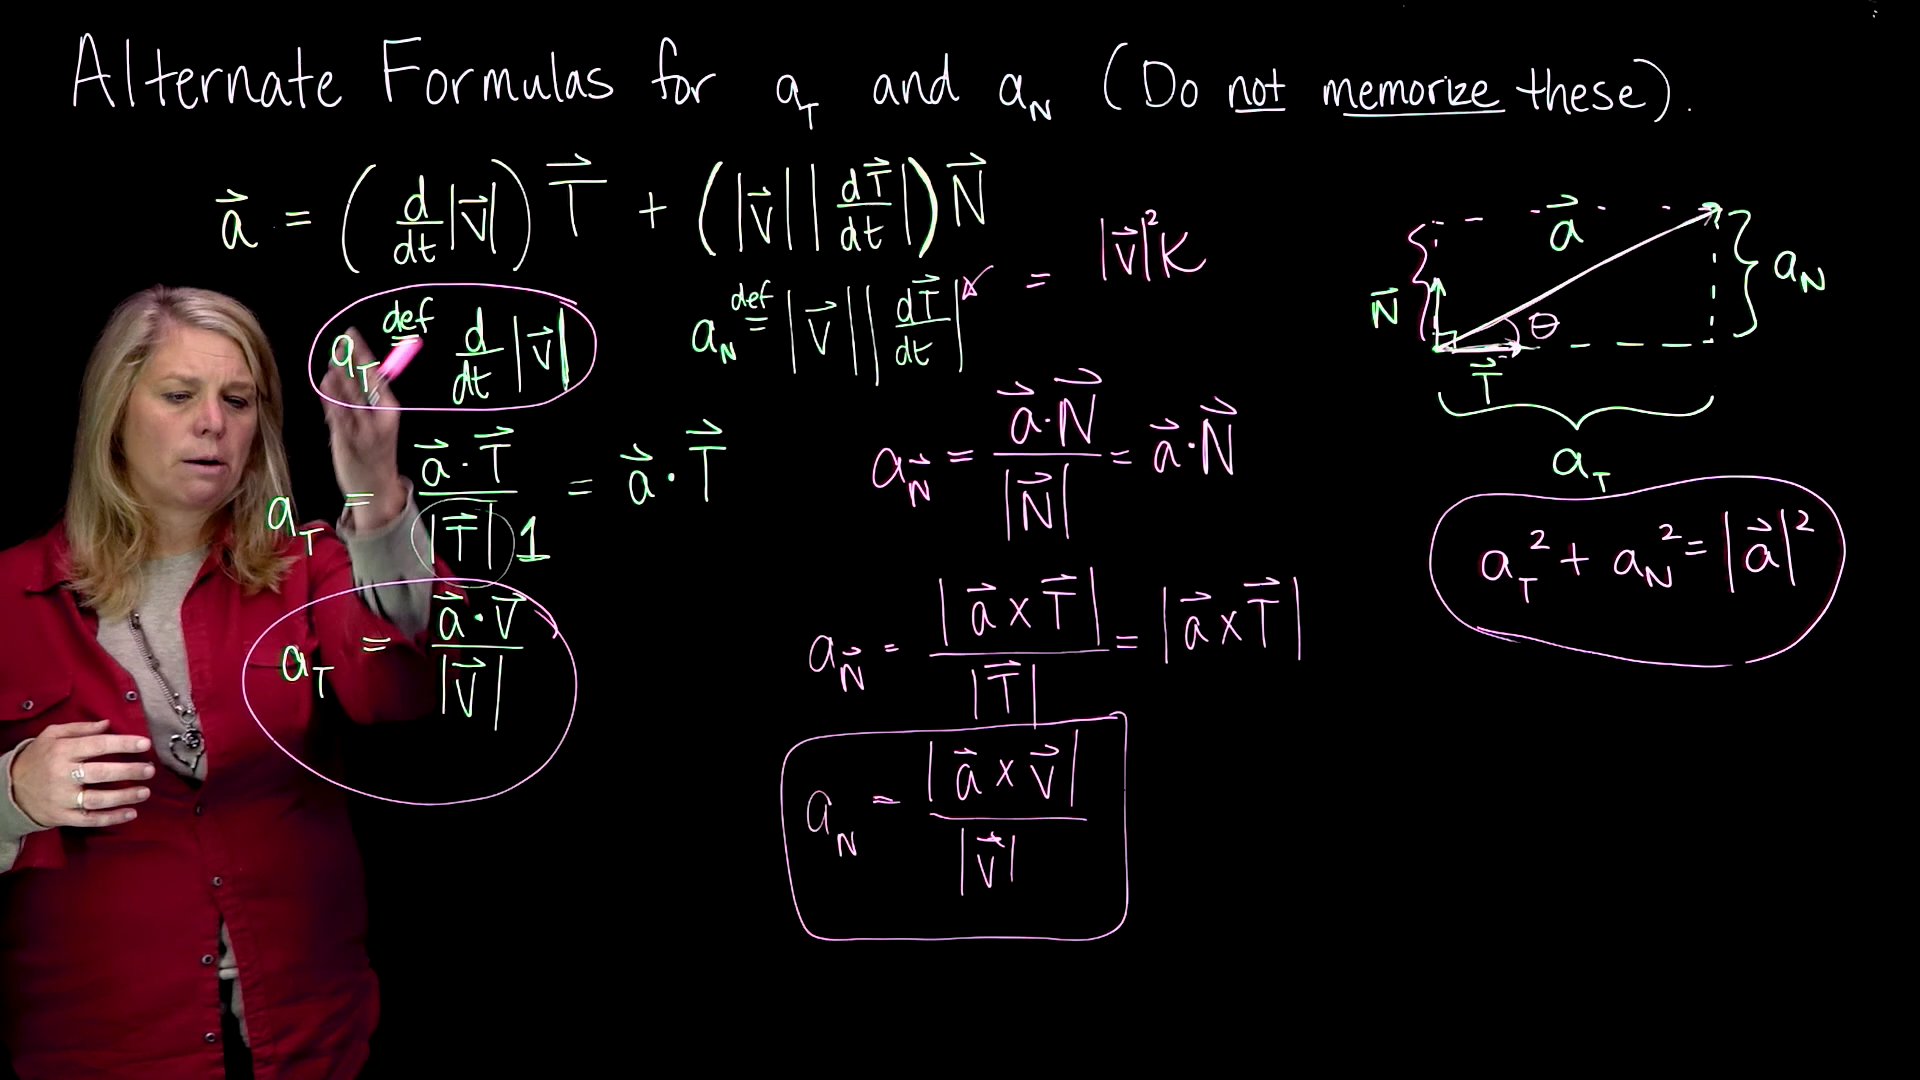 Alternate Formulas for a_T and a_N (Do not memorize these).
a⃗ = (d/dt |v⃗|) T⃗ + (|v⃗| |dT⃗/dt|) N⃗
a_T def= d/dt |v⃗|
a_N def= |v⃗| |dT⃗/dt| = |v⃗|² K
a_T = a⃗·T⃗ / |T⃗| 1 = a⃗·T⃗
a_N⃗ = a⃗·N⃗ / |N⃗| = a⃗·N⃗
a_T = a⃗·v⃗ / |v⃗|
a_N⃗ = |a⃗ × T⃗| / |T⃗| = |a⃗ × T⃗|
a_N = |a⃗ × v⃗| / |v⃗|
a⃗
N⃗
θ
a_N
T⃗
a_T
a_T² + a_N² = |a⃗|²